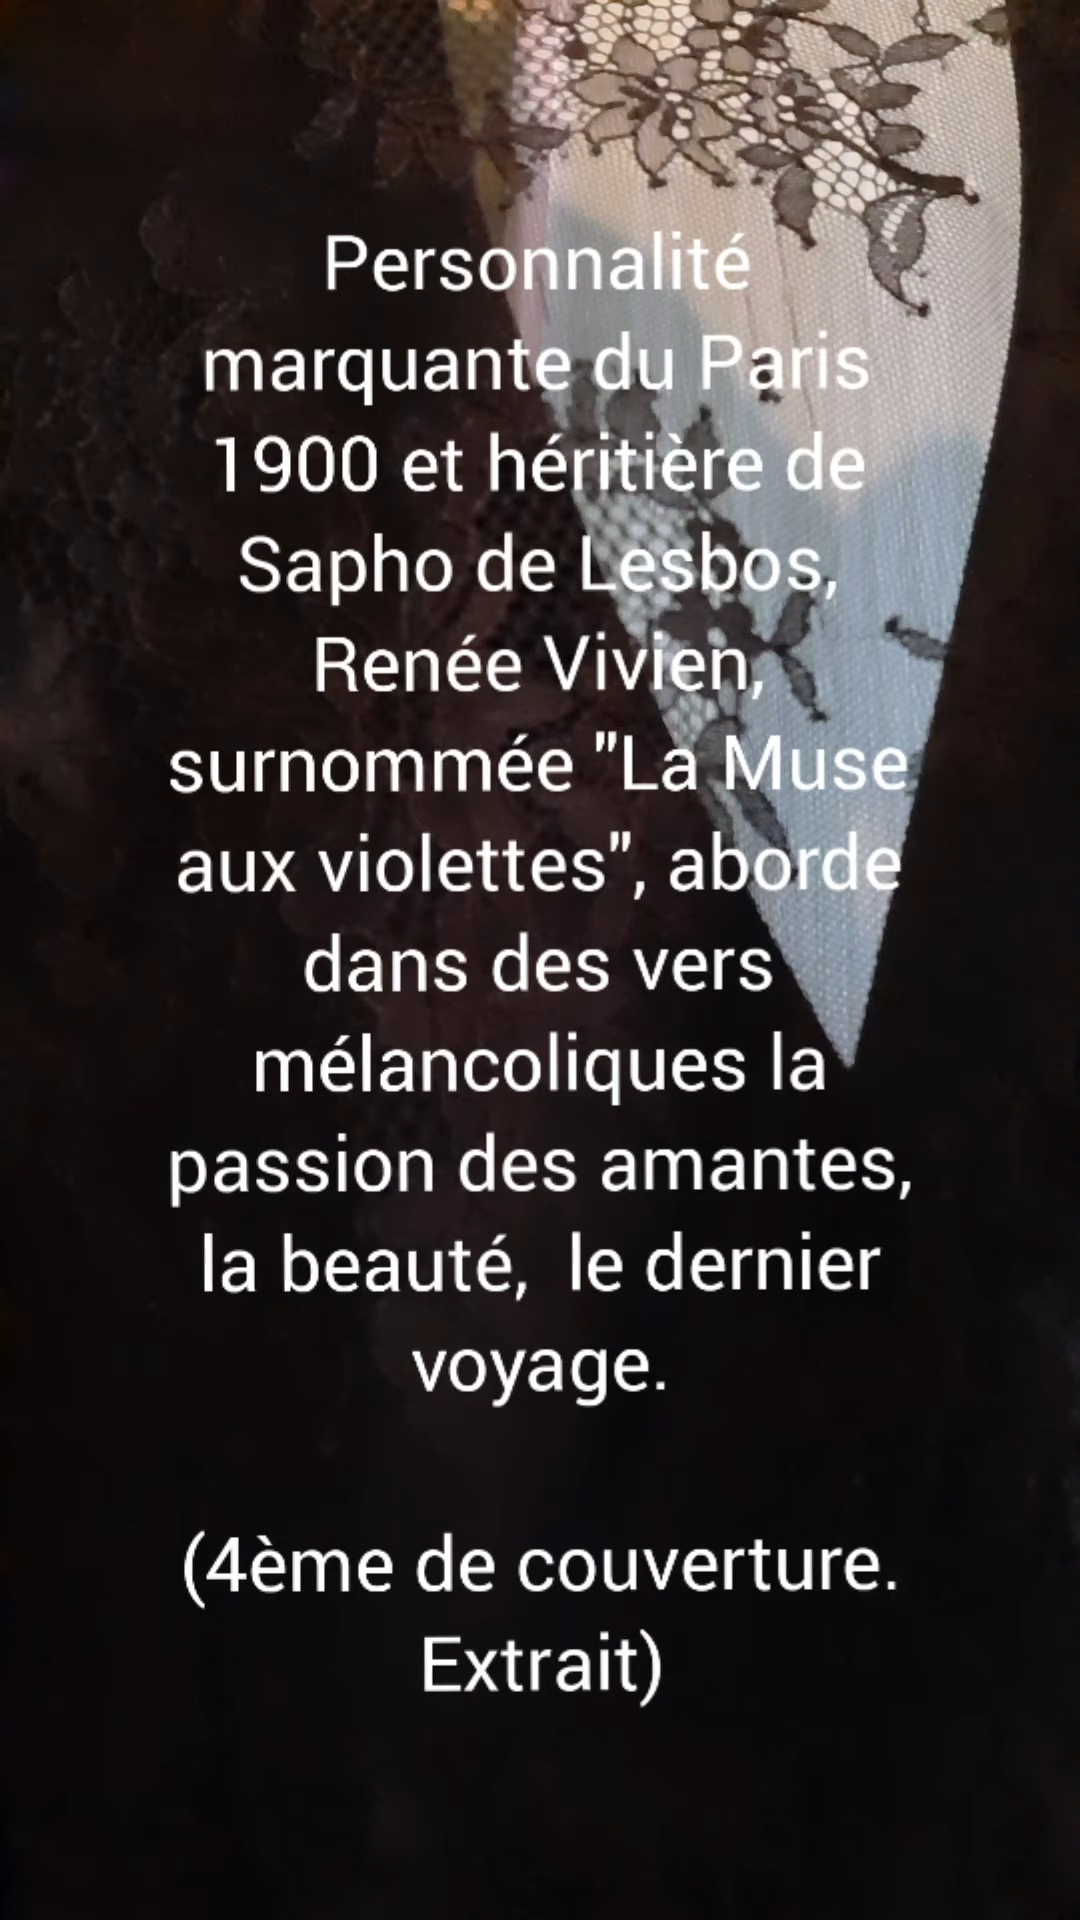 Personnalité
marquante du Paris
1900 et héritière de
Sapho de Lesbos,
Renée Vivien,
surnommée "La Muse
aux violettes", aborde
dans des vers
mélancoliques la
passion des amantes,
la beauté,  le dernier
voyage.
(4ème de couverture.
Extrait)